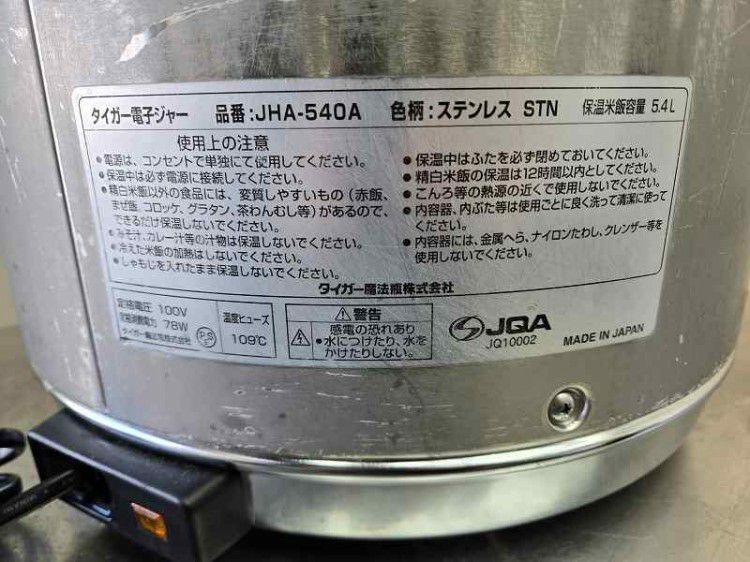 タイガー電子ジャー 品番:JHA-540A 色柄:ステンレス STN 保温米飯容量 5.4L
使用上の注意
●電源は、コンセントで単独にて使用してください。
●保温中は必ず電源に接続してください。
●精白米飯以外の食品には、変質しやすいもの(赤飯、
まぜ飯、コロッケ、グラタン、茶わんむし等)があるので、
できるだけ保温しないでください。
●みそ汁、カレー汁等の汁物は保温しないでください。
●冷えた米飯の加熱はしないでください。
●しゃもじを入れたまま保温しないでください。
●保温中はふたを必ず閉めておいてください。
●精白米飯の保温は12時間以内としてください。
●こんろ等の熱源の近くで使用しないでください。
●内容器、内ぶた等は使用ごとに良く洗って清潔に使って
ください。
●内容器には、金属へら、ナイロンたわし、クレンザー等を
使用しないでください。
タイガー魔法瓶株式会社
定格電圧 100V
定格消費電力 78W
タイガー魔法瓶株式会社
PSE
温度ヒューズ
109℃
⚠警告
感電の恐れあり
●水につけたり、水を
かけたりしない。
JQA
JQ10002
MADE IN JAPAN